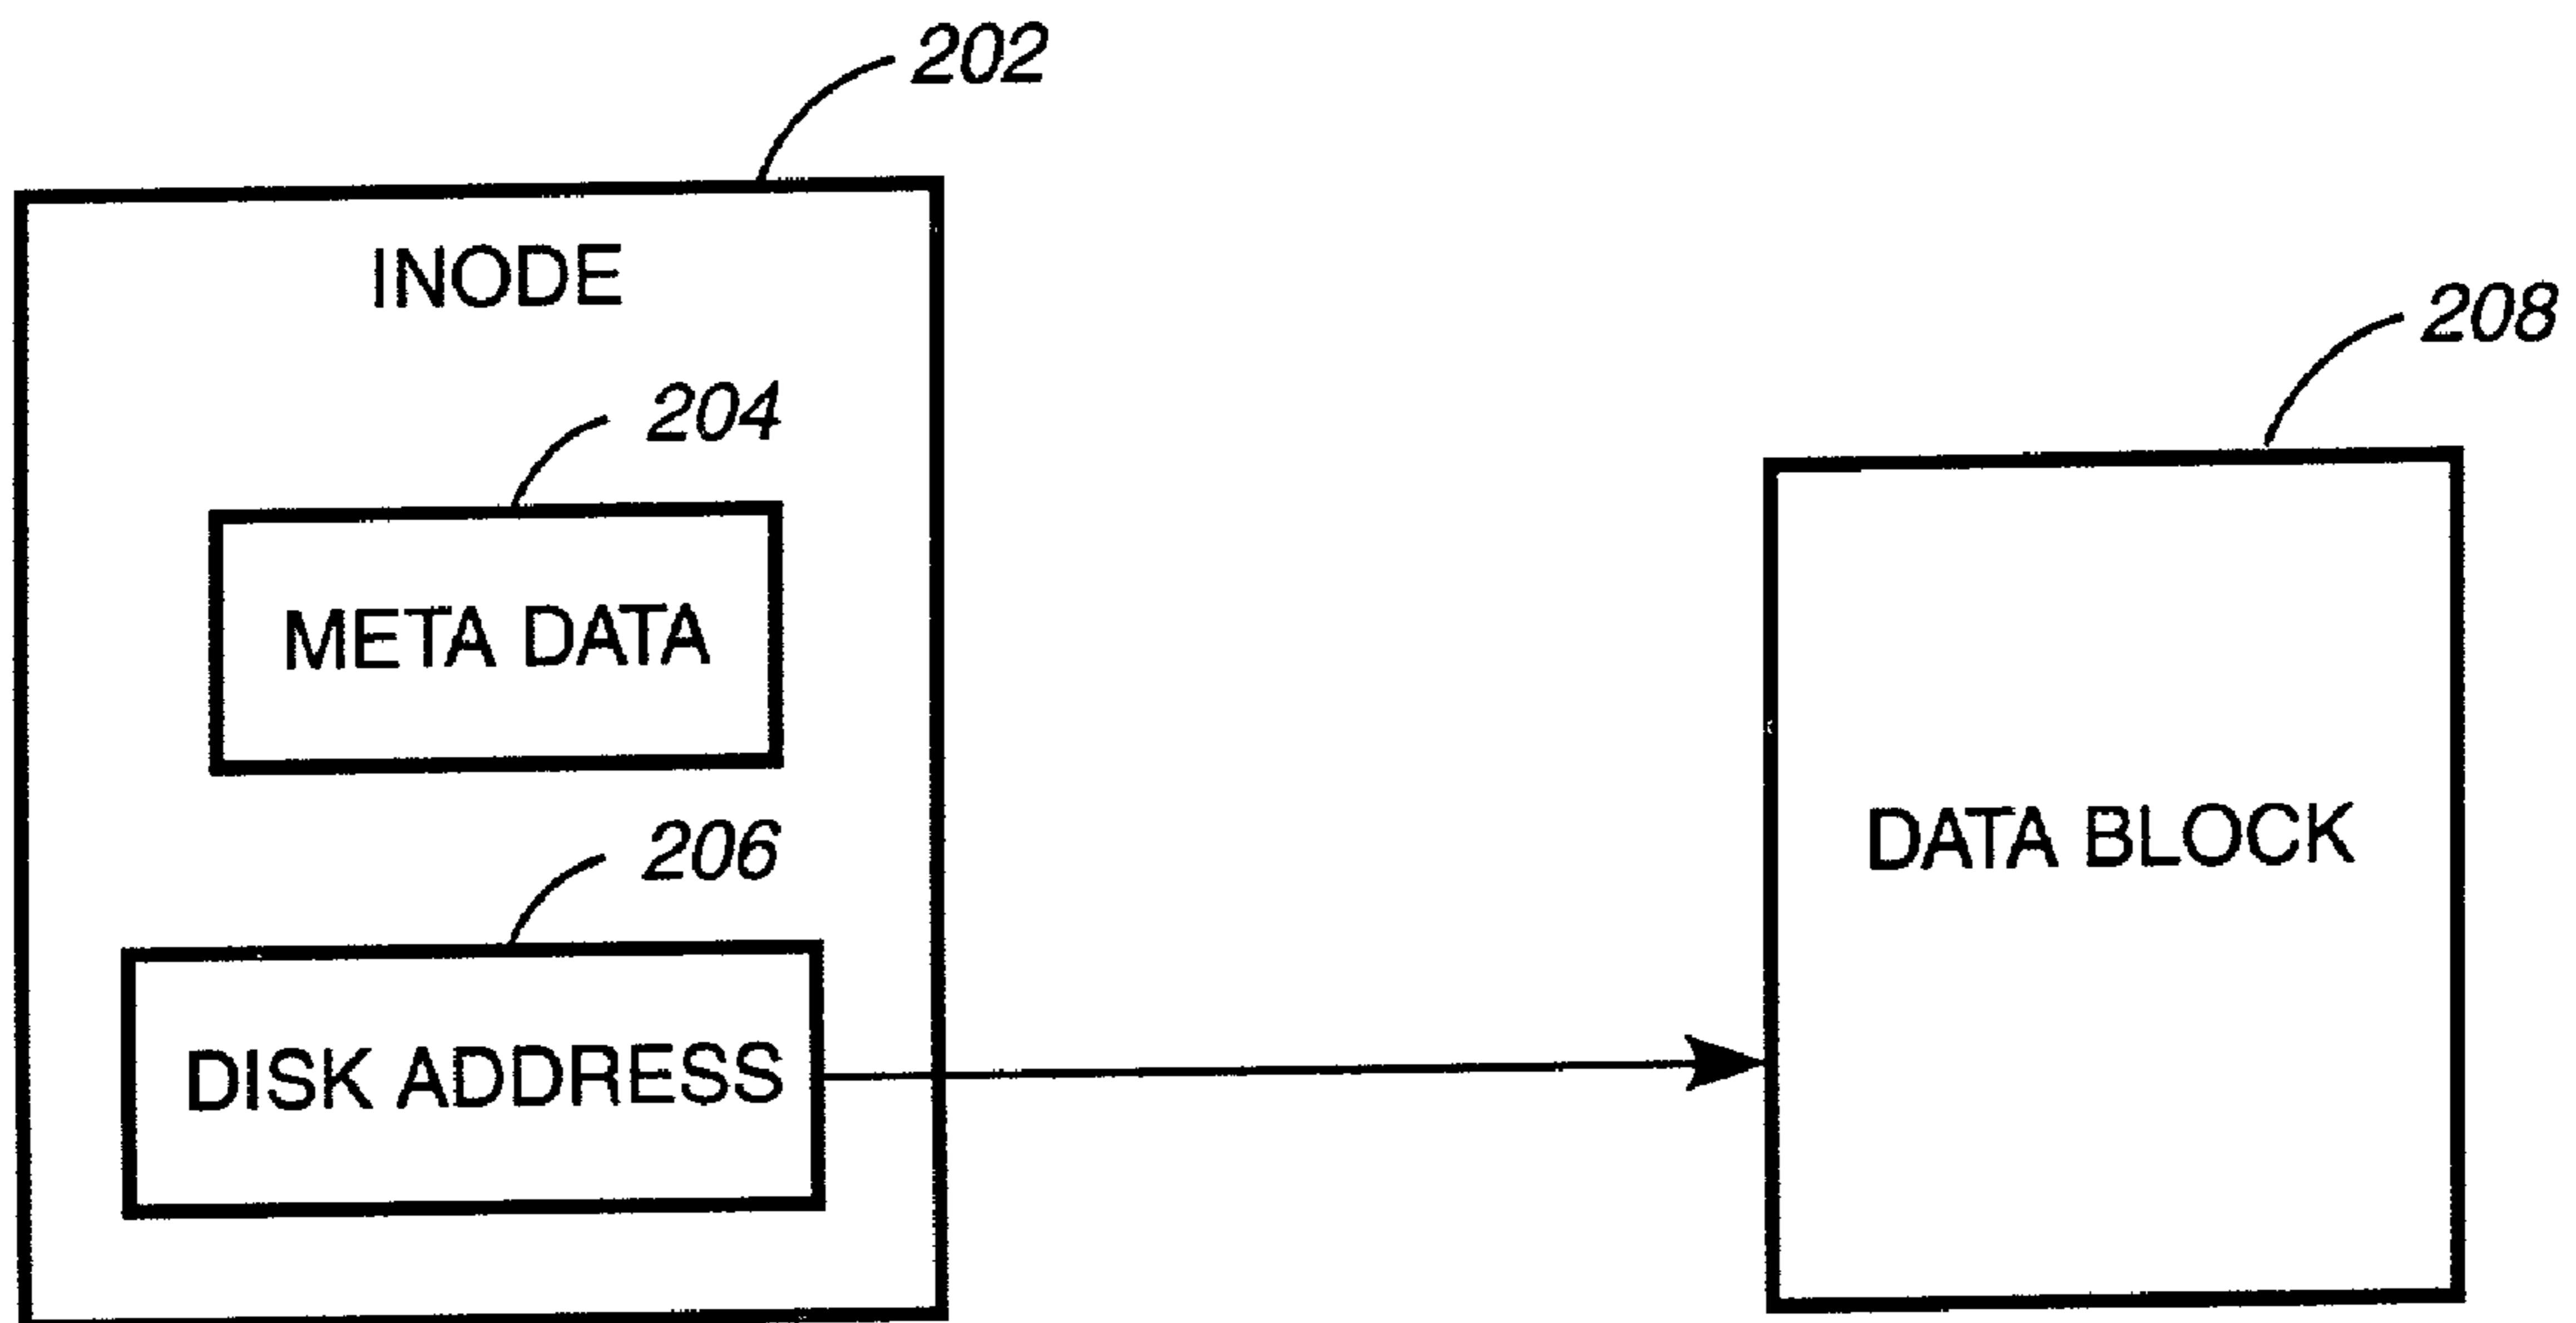 202
INODE
204
META DATA
206
DISK ADDRESS
208
DATA BLOCK